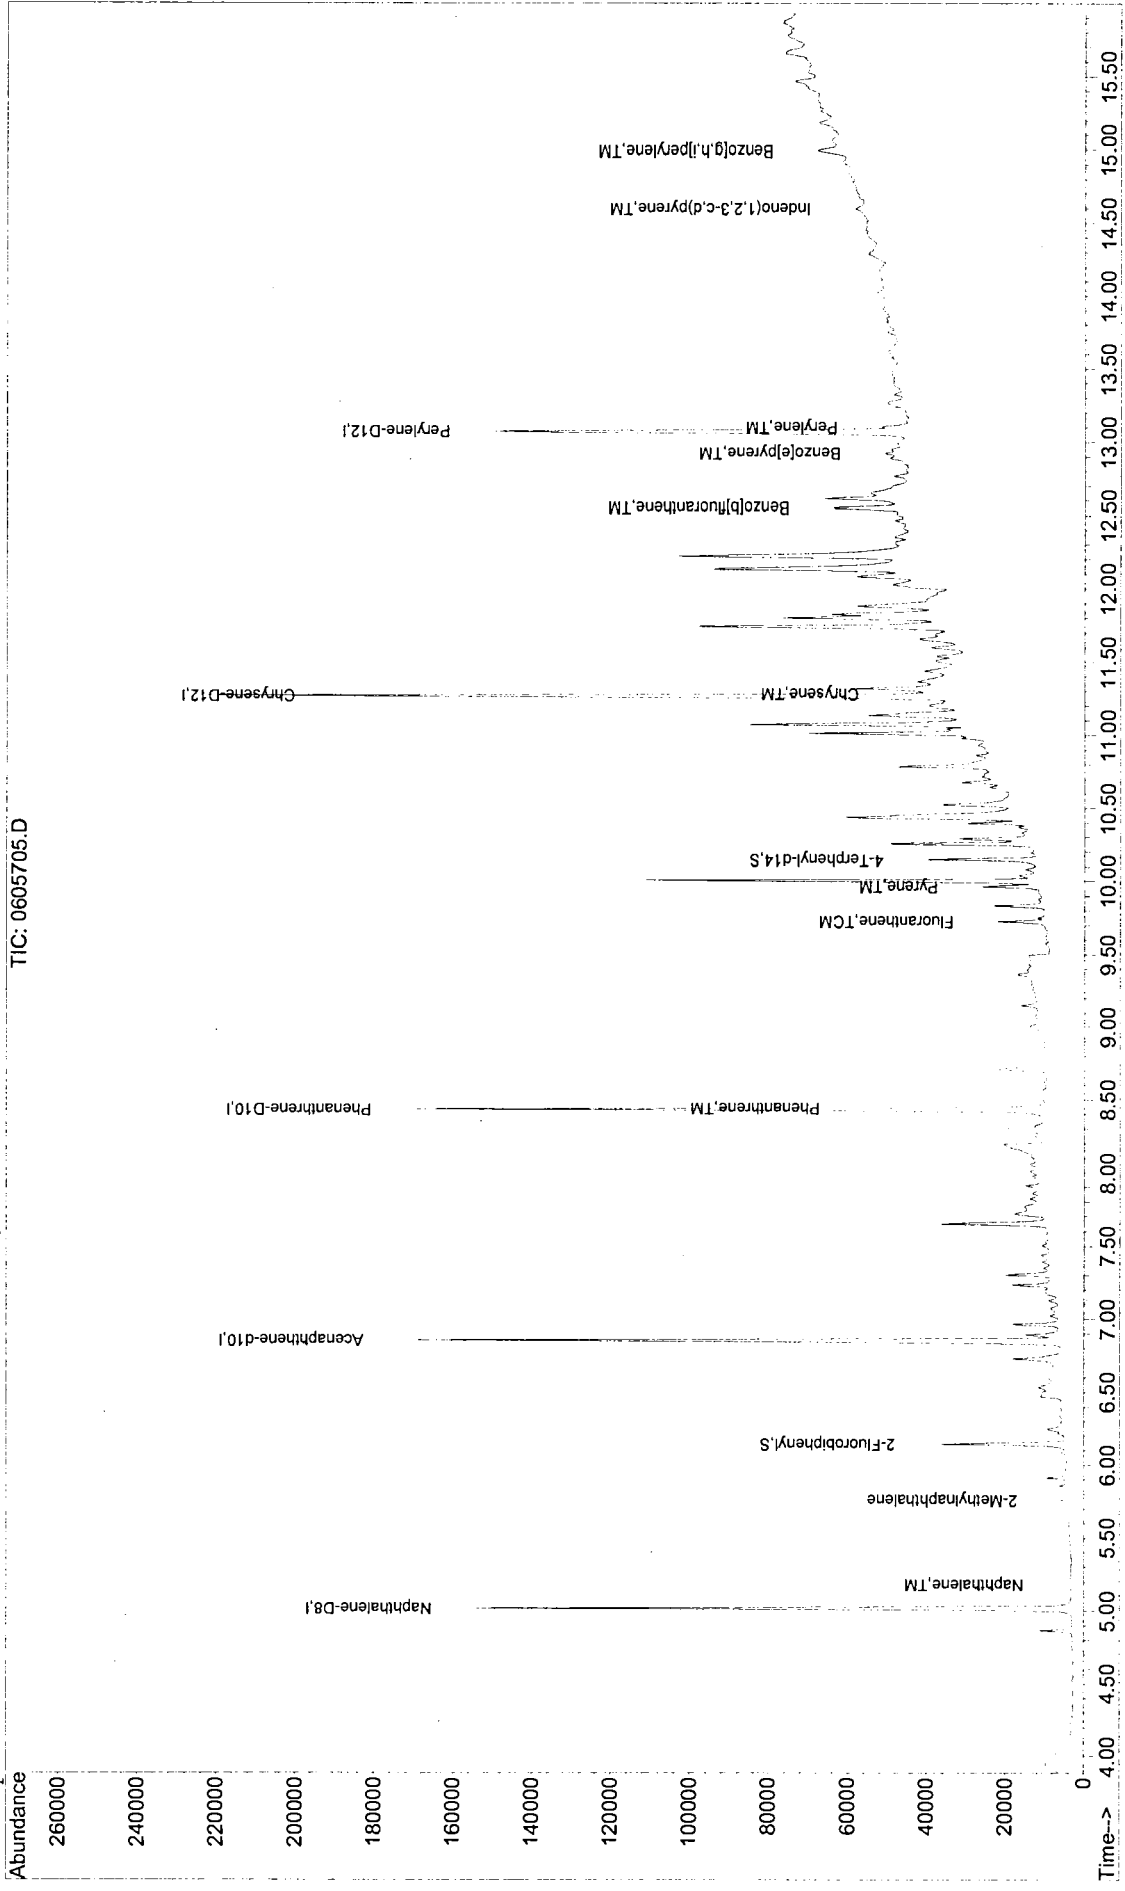 TIC: 0605705.D
Abundance
260000
240000
220000
200000
180000
160000
140000
120000
100000
80000
60000
40000
20000
0
Time-->
4.00
4.50
5.00
5.50
6.00
6.50
7.00
7.50
8.00
8.50
9.00
9.50
10.00
10.50
11.00
11.50
12.00
12.50
13.00
13.50
14.00
14.50
15.00
15.50
Naphthalene-D8,I
Naphthalene,TM
2-Methylnaphthalene
2-Fluorobiphenyl,S
Acenaphthene-d10,I
Phenanthrene-D10,I
Phenanthrene,TM
Fluoranthene,TCM
Pyrene,TM
4-Terphenyl-d14,S
Chrysene-D12,I
Chrysene,TM
Benzo[b]fluoranthene,TM
Benzo[e]pyrene,TM
Perylene-D12,I
Perylene,TM
Indeno(1,2,3-c,d)pyrene,TM
Benzo[g,h,i]perylene,TM